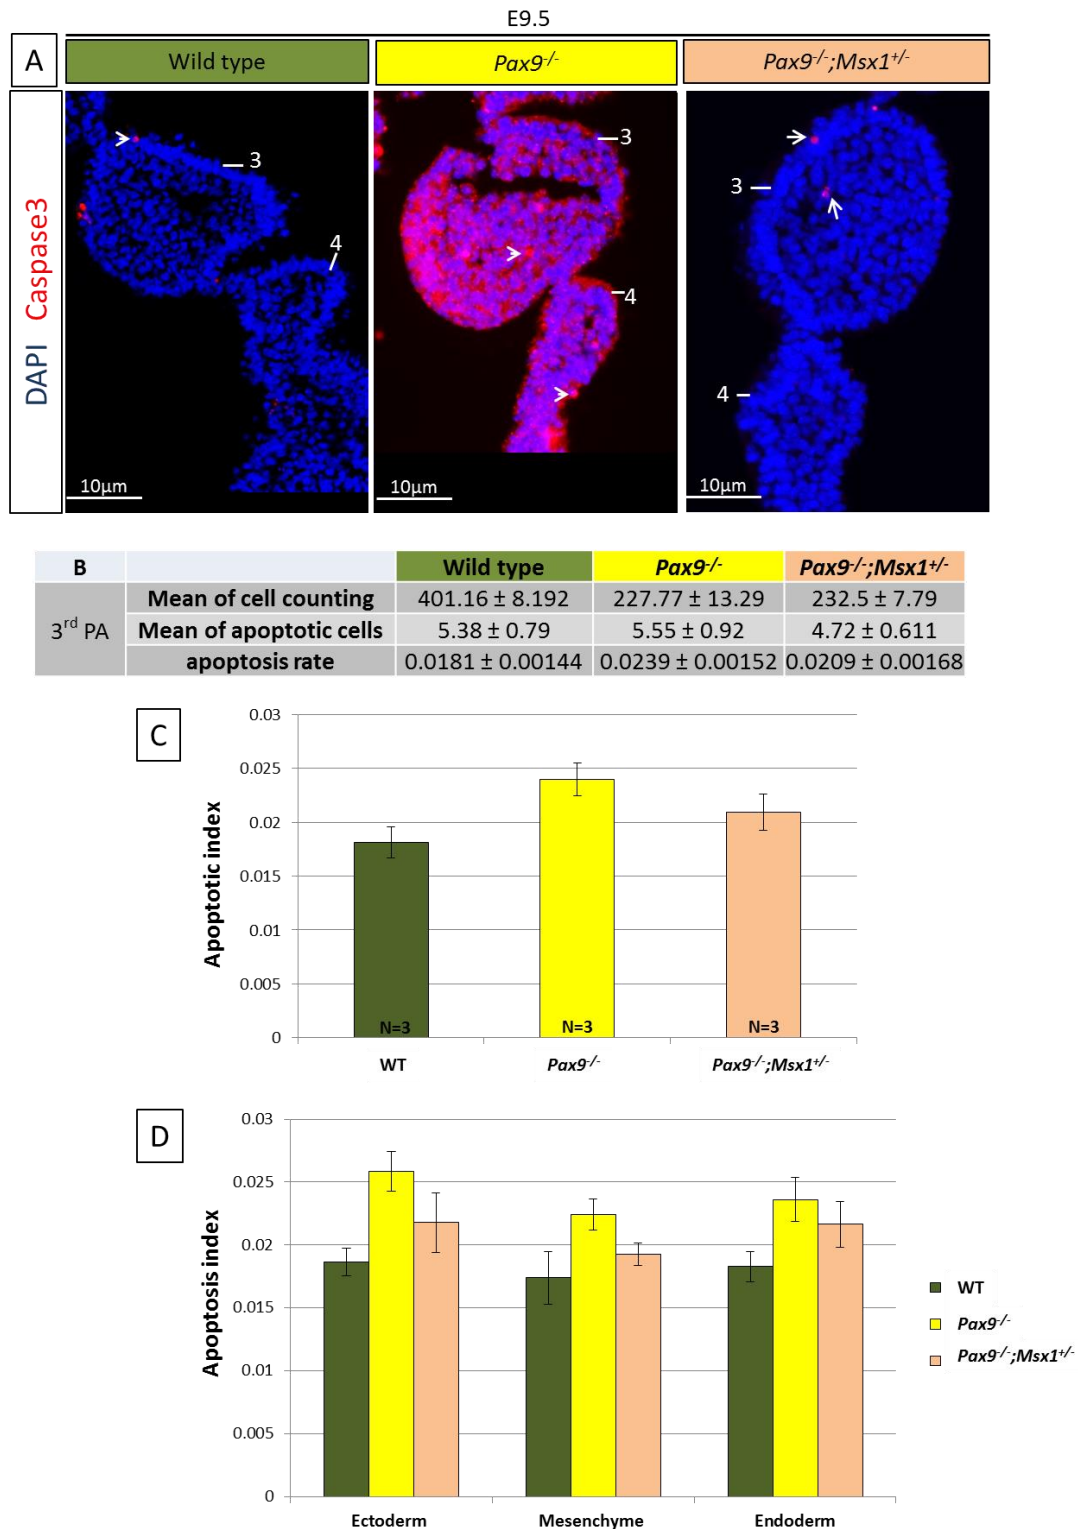 E9.5
A
Wild type
Pax9-/-
Pax9-/-;Msx1+/-
DAPI Caspase3
3
4
10µm
3
4
10µm
3
4
10µm
B Wild type Pax9-/- Pax9-/-;Msx1+/-
3rd PA
Mean of cell counting 401.16 ± 8.192 227.77 ± 13.29 232.5 ± 7.79
Mean of apoptotic cells 5.38 ± 0.79 5.55 ± 0.92 4.72 ± 0.611
apoptosis rate 0.0181 ± 0.00144 0.0239 ± 0.00152 0.0209 ± 0.00168
C
Apoptotic index
0.03
0.025
0.02
0.015
0.01
0.005
0
N=3 N=3 N=3
WT Pax9-/- Pax9-/-;Msx1+/-
D
Apoptosis index
0.03
0.025
0.02
0.015
0.01
0.005
0
Ectoderm Mesenchyme Endoderm
WT
Pax9-/-
Pax9-/-;Msx1+/-